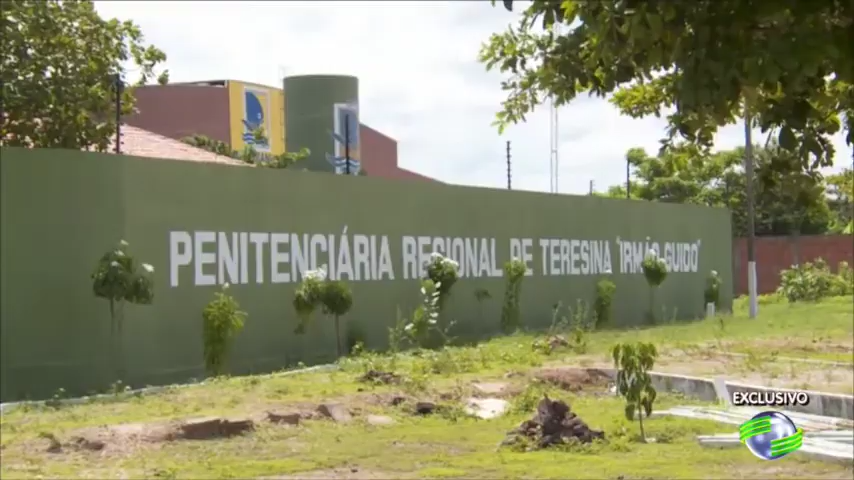 PENITENCIÁRIA REGIONAL DE TERESINA "IRMÃO GUIDO"
EXCLUSIVO